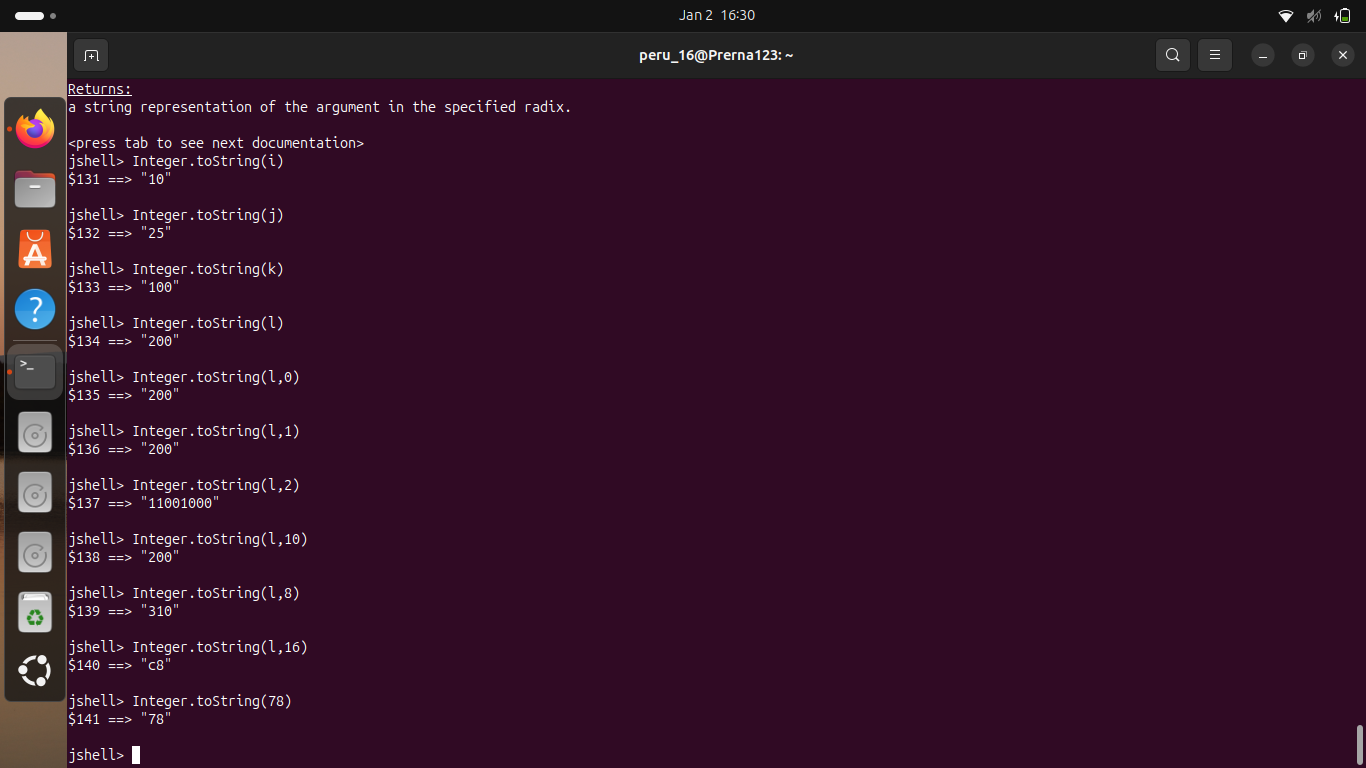 Jan 2 16:30
peru_16@Prerna123: ~
Returns:
a string representation of the argument in the specified radix.
<press tab to see next documentation>
jshell> Integer.toString(i)
$131 ==> "10"
jshell> Integer.toString(j)
$132 ==> "25"
jshell> Integer.toString(k)
$133 ==> "100"
jshell> Integer.toString(l)
$134 ==> "200"
jshell> Integer.toString(l,0)
$135 ==> "200"
jshell> Integer.toString(l,1)
$136 ==> "200"
jshell> Integer.toString(l,2)
$137 ==> "11001000"
jshell> Integer.toString(l,10)
$138 ==> "200"
jshell> Integer.toString(l,8)
$139 ==> "310"
jshell> Integer.toString(l,16)
$140 ==> "c8"
jshell> Integer.toString(78)
$141 ==> "78"
jshell>